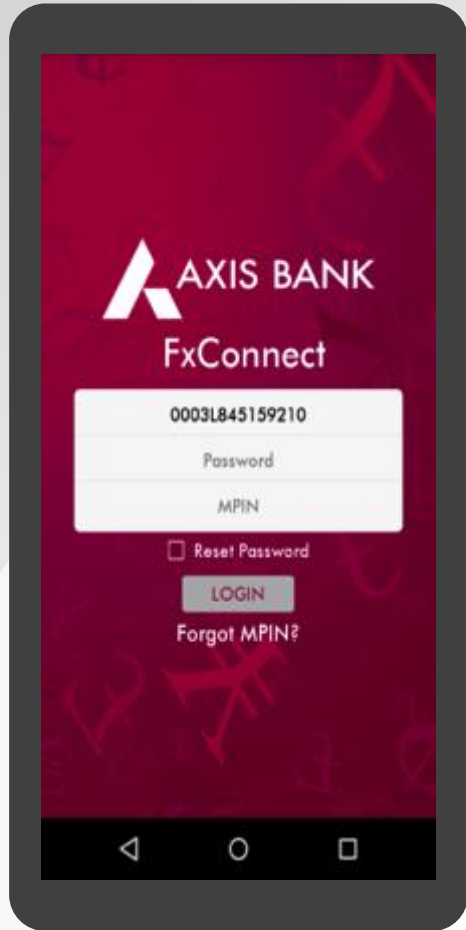 AXIS BANK
FxConnect
0003L845159210
Password
MPIN
Reset Password
LOGIN
Forgot MPIN?